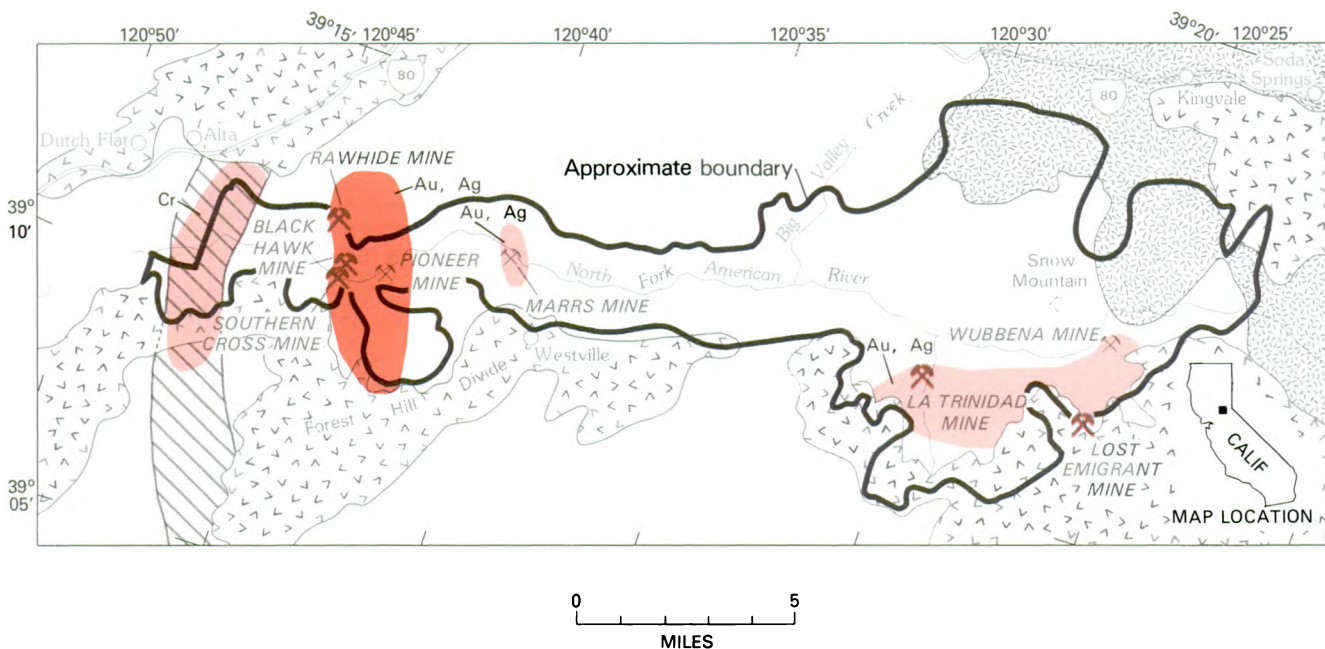 39°15′
39°20′
120°50′
120°45′
120°40′
120°35′
120°30′
120°25′
80
Soda
Springs
80
Kingvale
Dutch Flat
Alta
RAWHIDE MINE
Approximate boundary
Big Valley Creek
Au, Ag
Cr
39°
10′
Au, Ag
BLACK
HAWK
MINE
PIONEER
MINE
North Fork American River
Snow
Mountain
MARRS MINE
SOUTHERN
CROSS MINE
Westville
WUBBENA MINE
Au, Ag
Forest Hill Divide
LA TRINIDAD
MINE
LOST
EMIGRANT
MINE
CALIF
39°
05′
MAP LOCATION
0 5
MILES